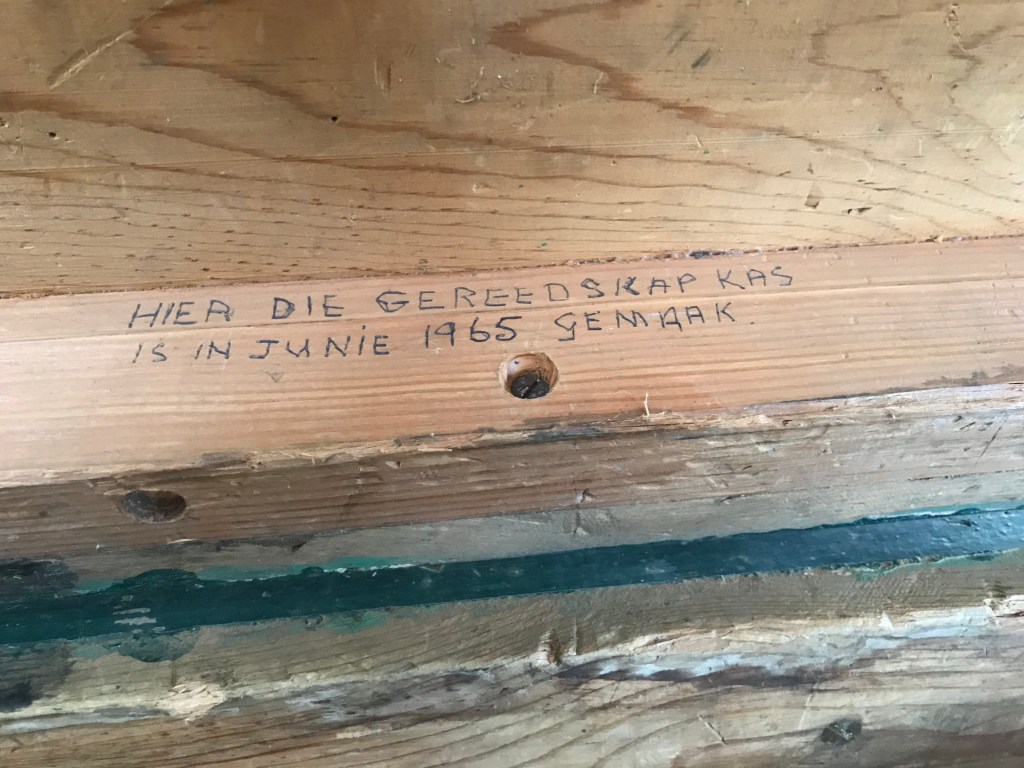 HIER DIE GEREEDSKAP KAS
IS IN JUNIE 1965 GEMAAK.